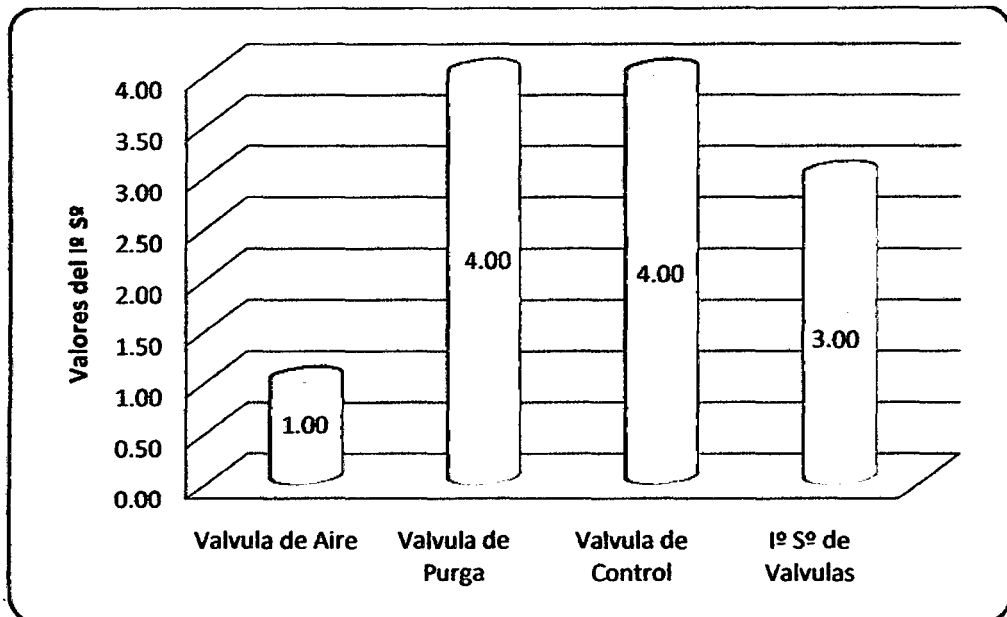 Valores del Iº Sº
4.00
3.50
3.00
2.50
2.00
1.50
1.00
0.50
0.00
1.00
4.00
4.00
3.00
Valvula de Aire
Valvula de
Purga
Valvula de
Control
Iº Sº de
Valvulas